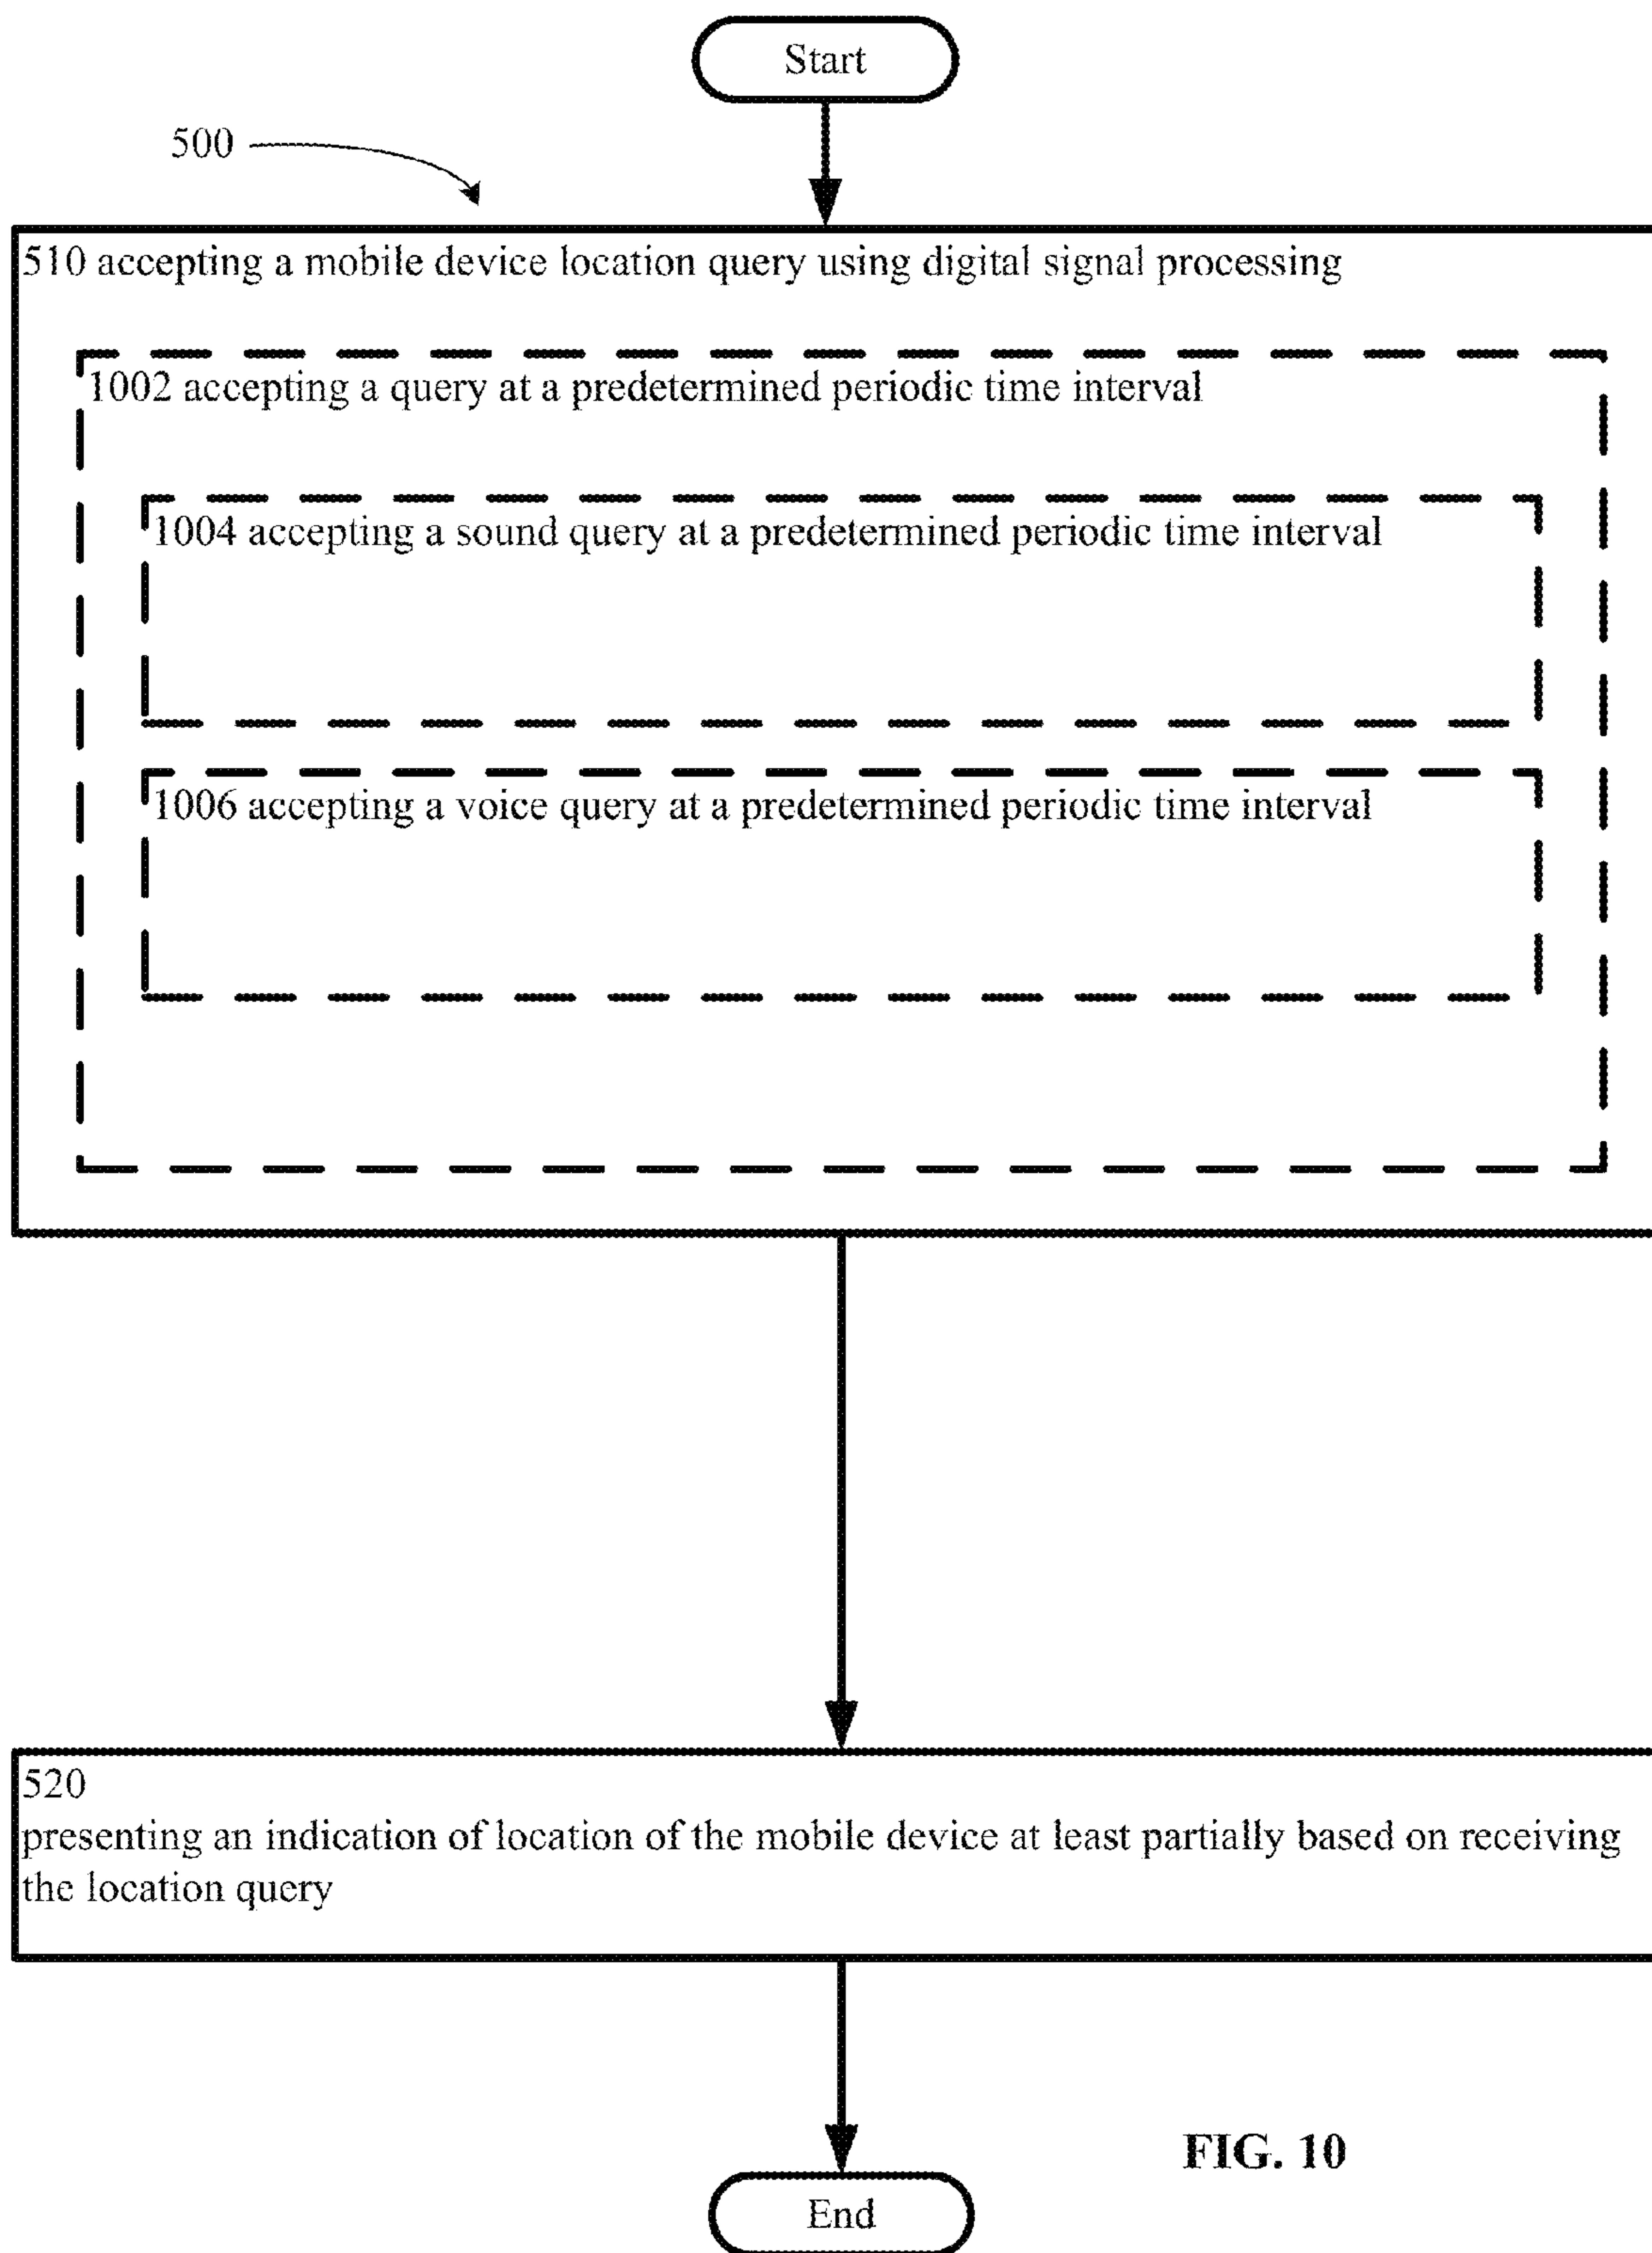 Start
500
510 accepting a mobile device location query using digital signal processing
1002 accepting a query at a predetermined periodic time interval
1004 accepting a sound query at a predetermined periodic time interval
1006 accepting a voice query at a predetermined periodic time interval
520
presenting an indication of location of the mobile device at least partially based on receiving
the location query
FIG. 10
End